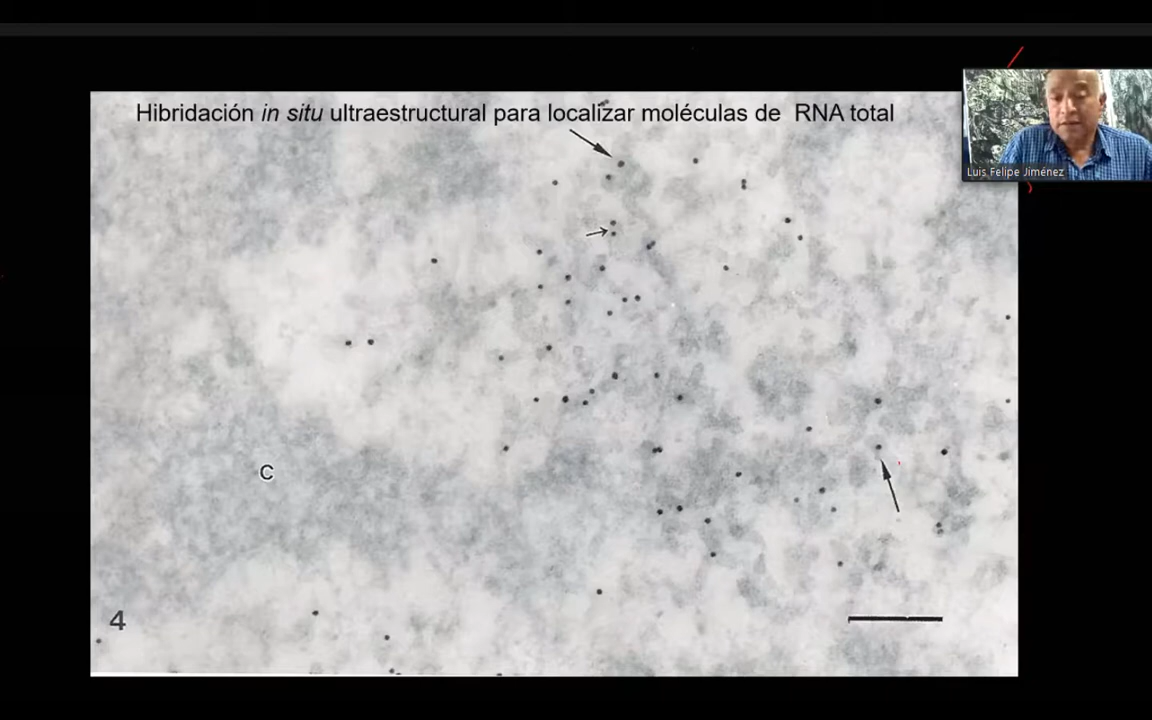 Hibridación in situ ultraestructural para localizar moléculas de RNA total
Luis Felipe Jiménez
C
4